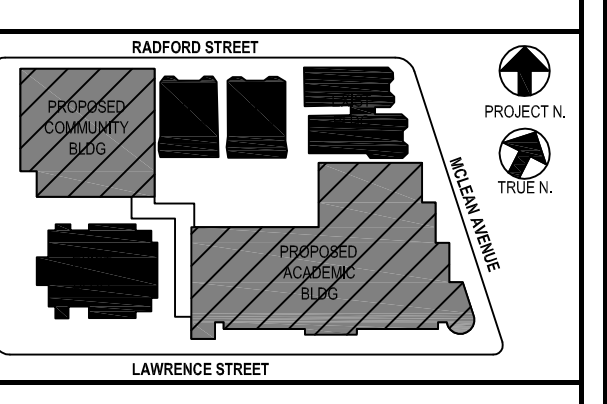 RADFORD STREET
PROPOSED
COMMUNITY
BLDG
PROJECT N.
TRUE N.
MCLEAN AVENUE
PROPOSED
ACADEMIC
BLDG
LAWRENCE STREET